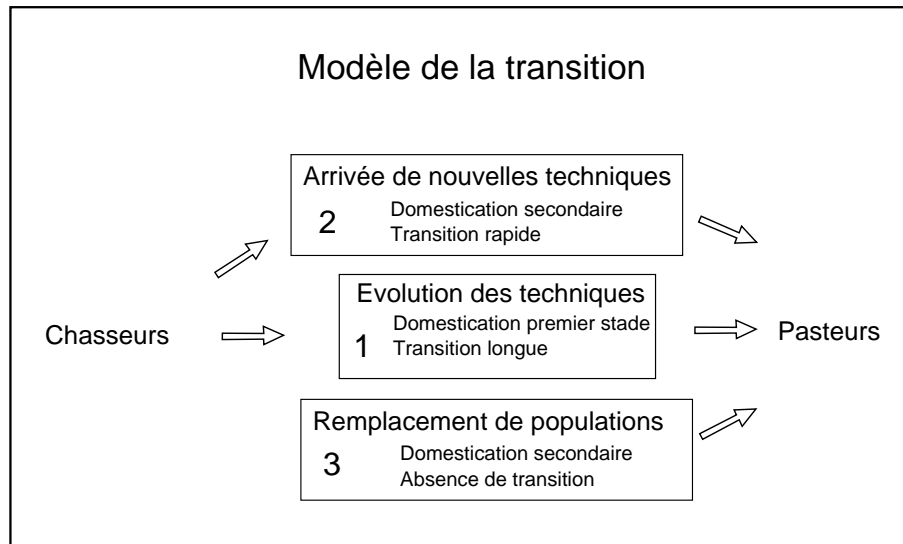 Modèle de la transition
Arrivée de nouvelles techniques
2
Domestication secondaire
Transition rapide
Chasseurs
Evolution des techniques
1
Domestication premier stade
Transition longue
Pasteurs
Remplacement de populations
3
Domestication secondaire
Absence de transition